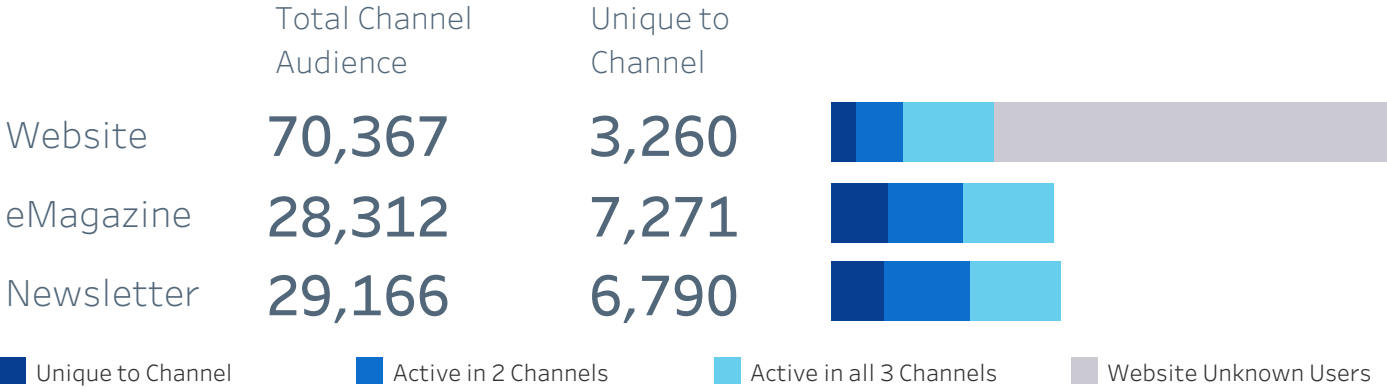 Total Channel
Audience
Unique to
Channel
Website 70,367 3,260
eMagazine 28,312 7,271
Newsletter 29,166 6,790
Unique to Channel Active in 2 Channels Active in all 3 Channels Website Unknown Users